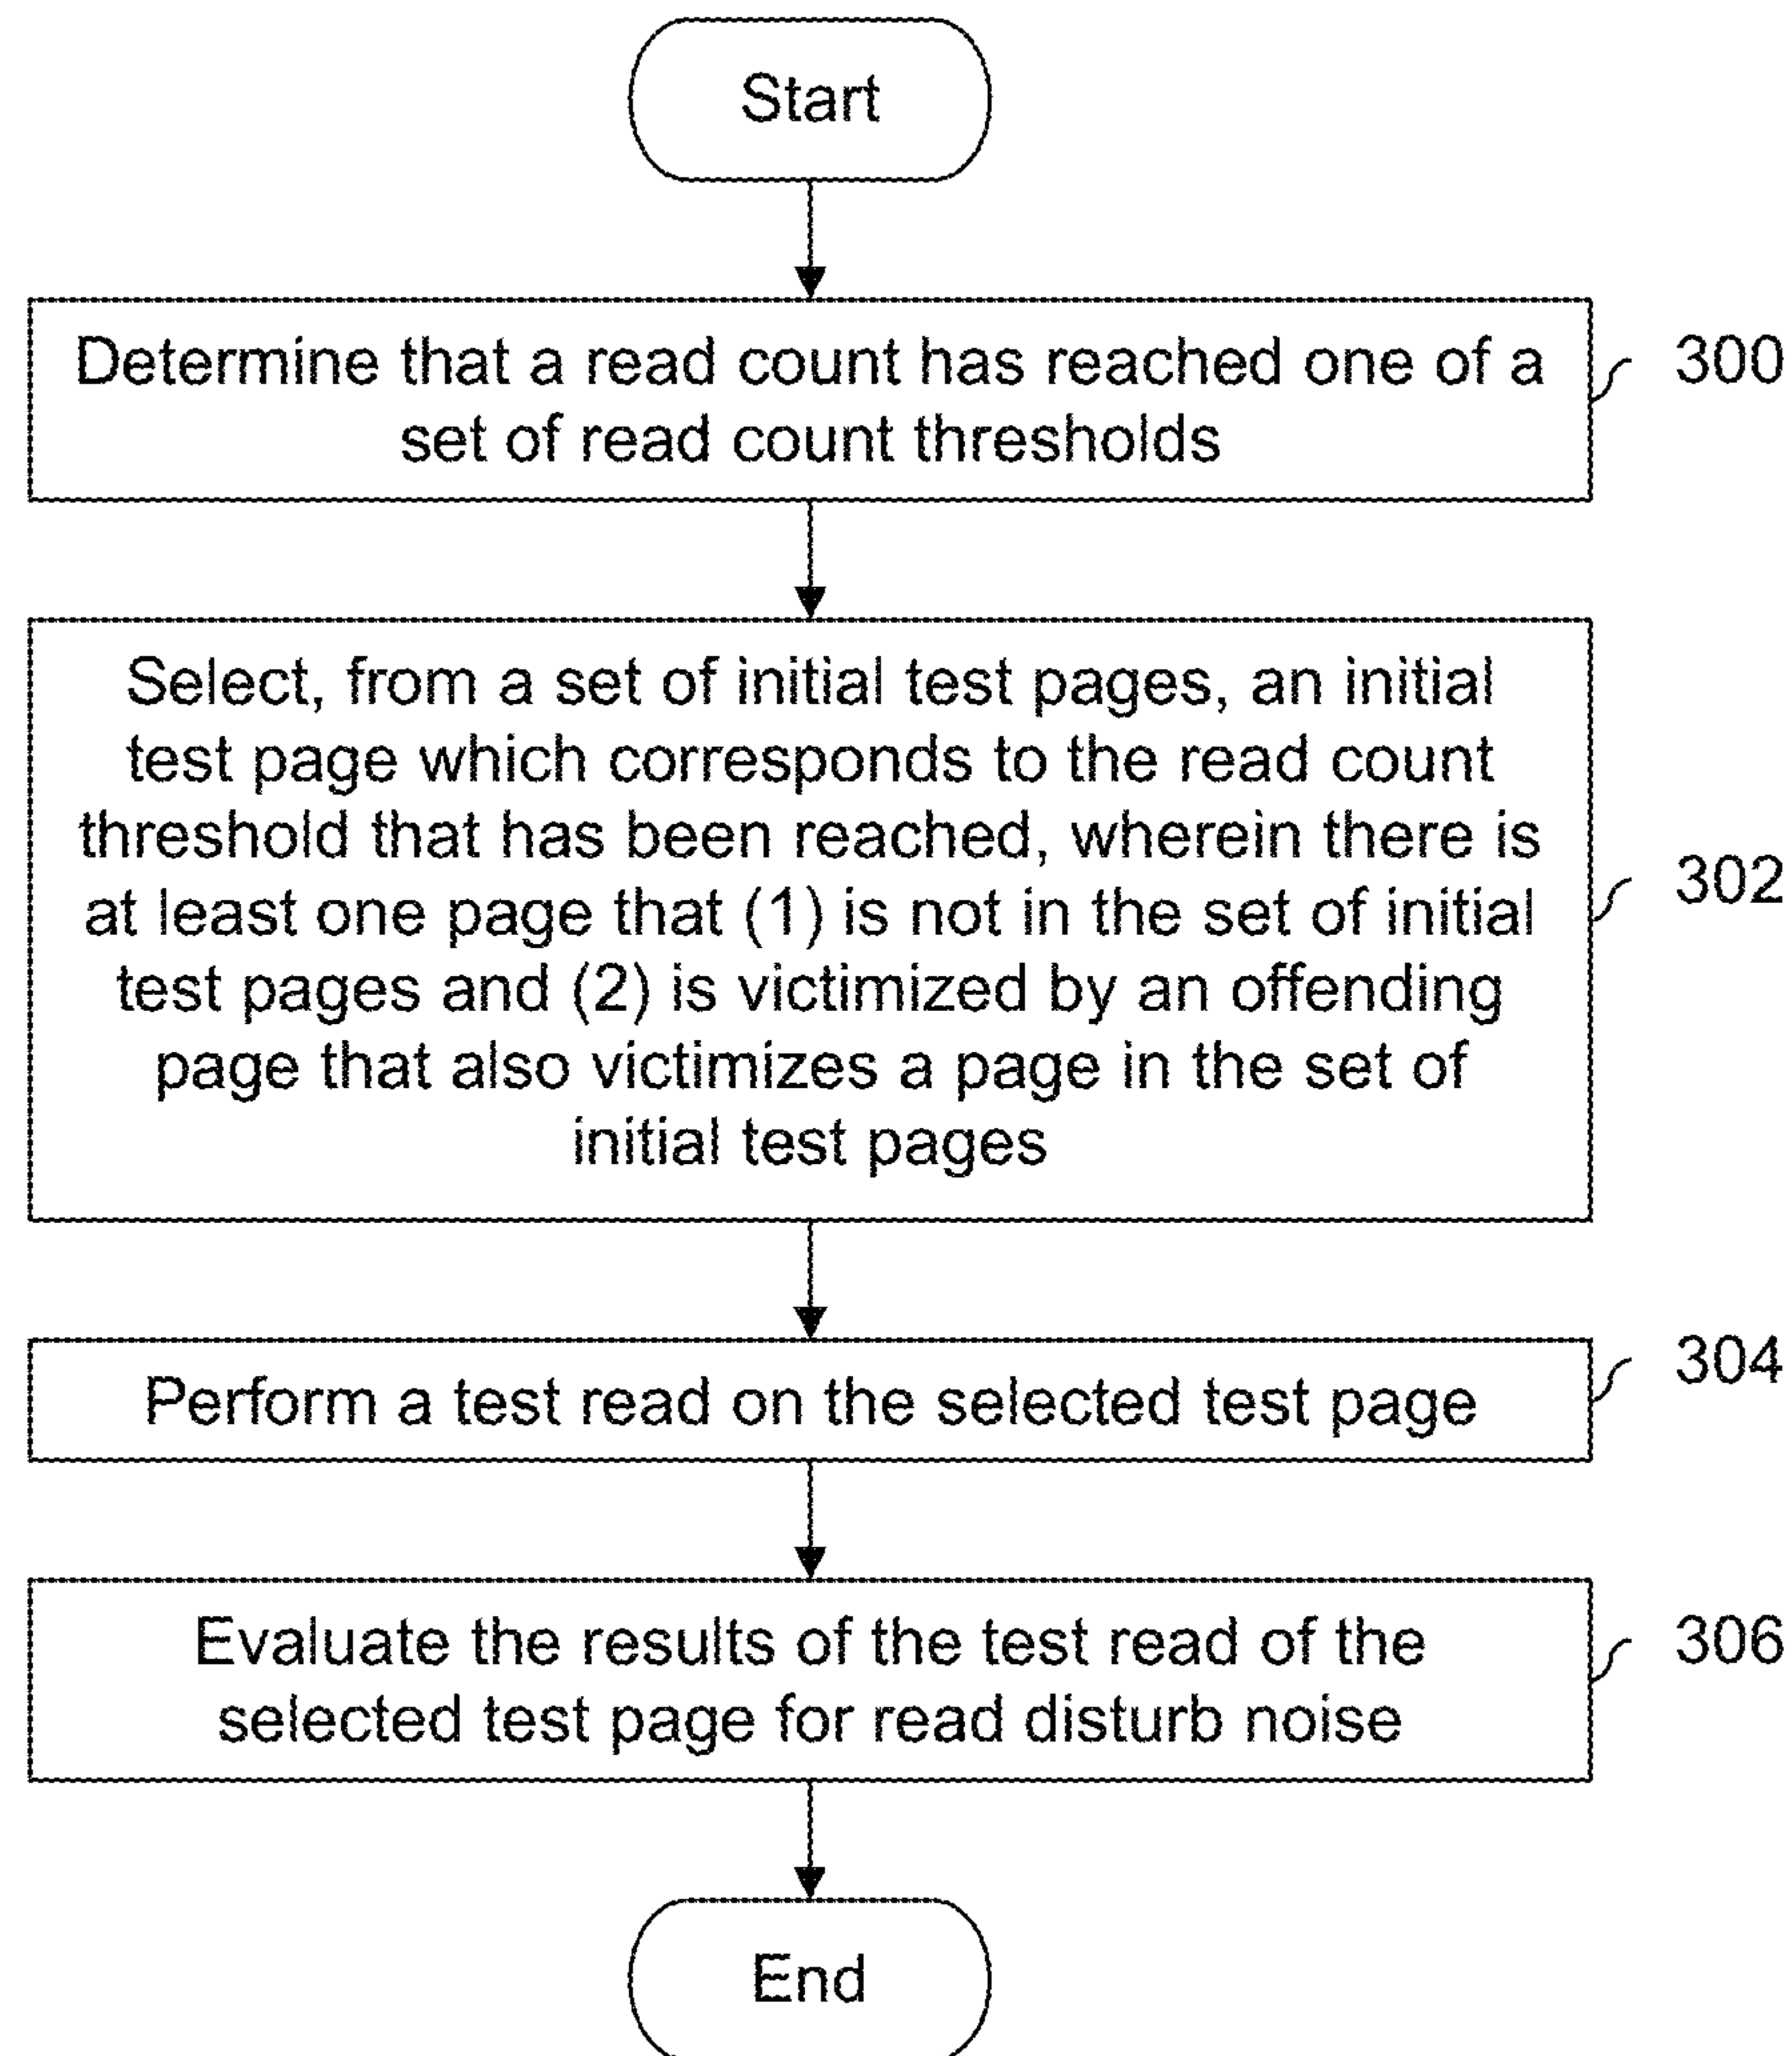 Start
Determine that a read count has reached one of a
set of read count thresholds
300
Select, from a set of initial test pages, an initial
test page which corresponds to the read count
threshold that has been reached, wherein there is
at least one page that (1) is not in the set of initial
test pages and (2) is victimized by an offending
page that also victimizes a page in the set of
initial test pages
302
Perform a test read on the selected test page
304
Evaluate the results of the test read of the
selected test page for read disturb noise
306
End